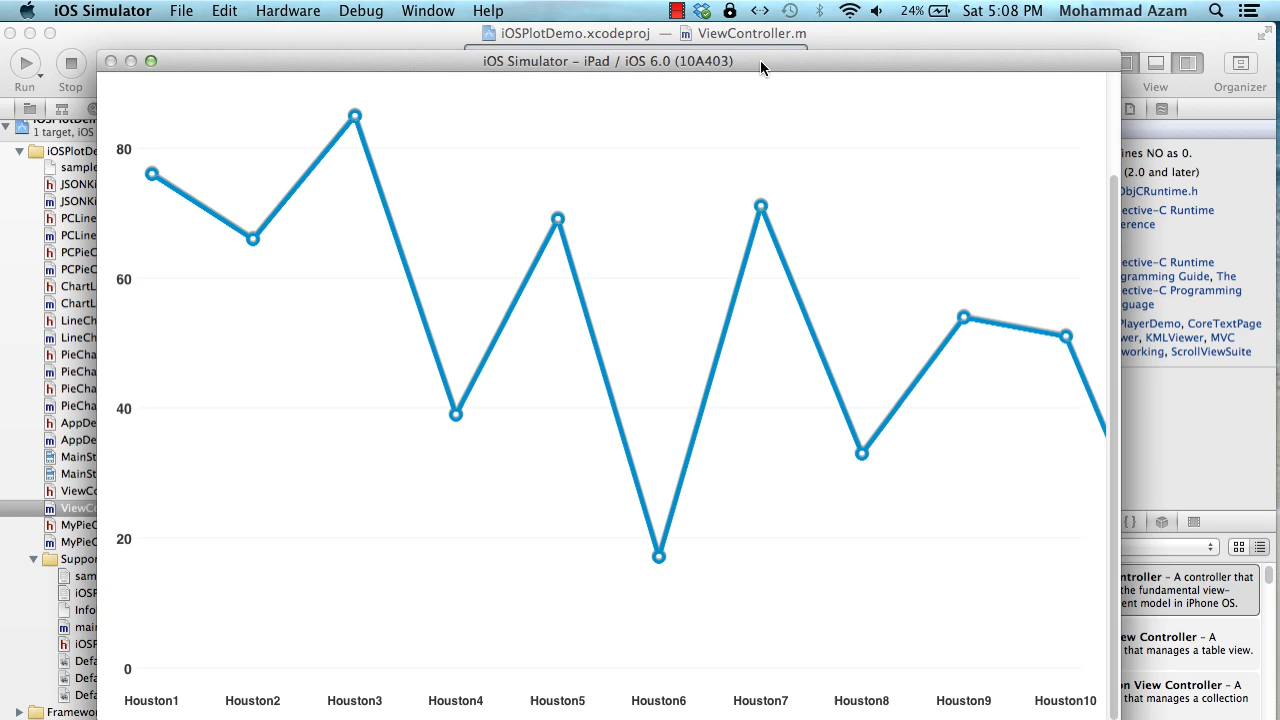 iOS Simulator File Edit Hardware Debug Window Help 24% Sat 5:08 PM Mohammad Azam
iOSPlotDemo.xcodeproj — ViewController.m
iOS Simulator - iPad / iOS 6.0 (10A403)
Run Stop View Organizer
1 target, iOS
iOSPlotDe
sample
JSONKi
JSONKi
PCLine
PCLine
PCPieC
PCPieC
ChartL
ChartL
LineCh
LineCh
PieCha
PieCha
PieCha
PieCha
AppDe
AppDe
MainSt
MainSt
ViewCo
ViewCo
MyPieC
MyPieC
Suppor
sam
iOSP
Info
mai
iOSP
Defa
Defa
Defa
Framewo
80
60
40
20
0
Houston1 Houston2 Houston3 Houston4 Houston5 Houston6 Houston7 Houston8 Houston9 Houston10
ines NO as 0.
(2.0 and later)
ObjCRuntime.h
ective-C Runtime
erence
ective-C Runtime
gramming Guide, The
ective-C Programming
guage
PlayerDemo, CoreTextPage
wer, KMLViewer, MVC
working, ScrollViewSuite
{ }
ntroller - A controller that
the fundamental view-
ent model in iPhone OS.
ew Controller - A
that manages a table view.
on View Controller - A
that manages a collection